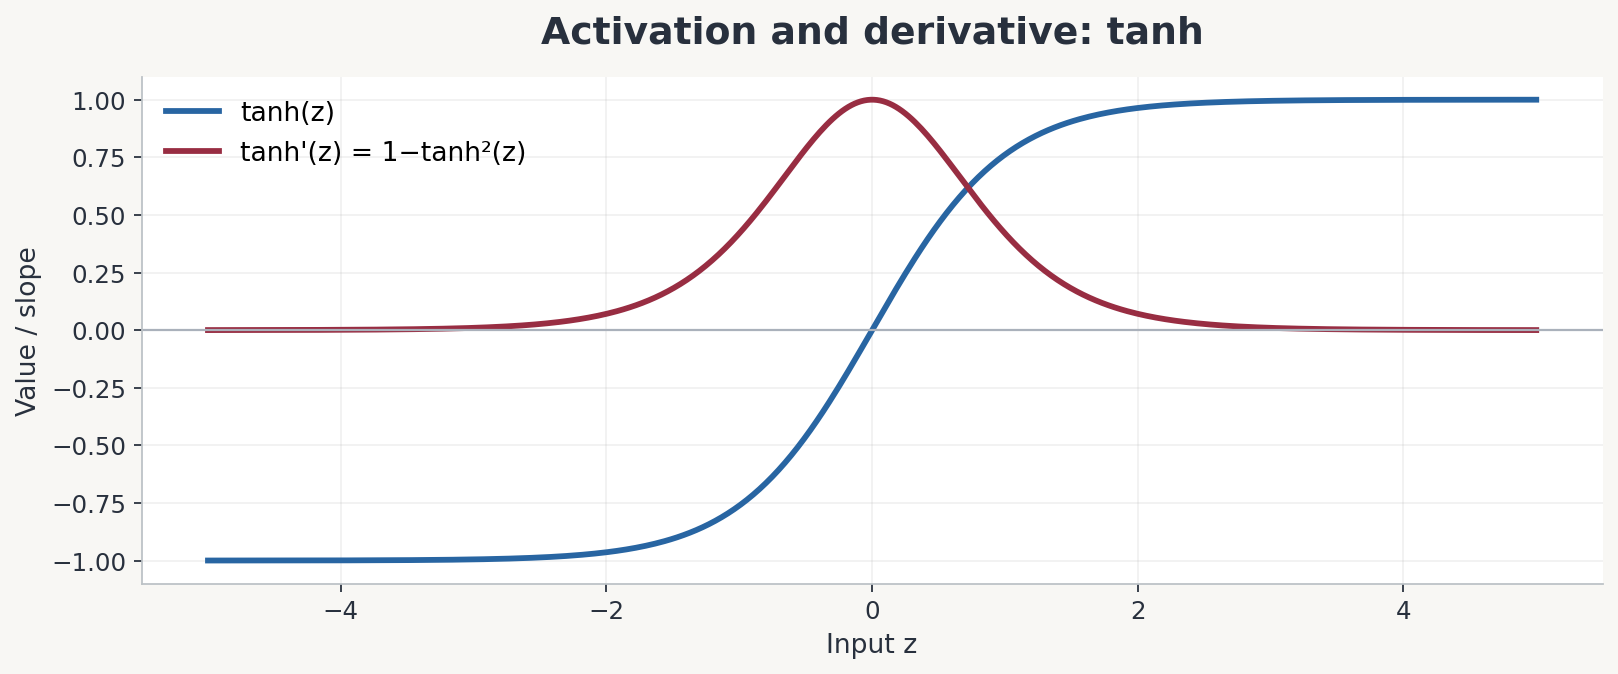 Activation and derivative: tanh
tanh(z)
tanh'(z) = 1−tanh²(z)
Value / slope
1.00
0.75
0.50
0.25
0.00
−0.25
−0.50
−0.75
−1.00
−4 −2 0 2 4
Input z